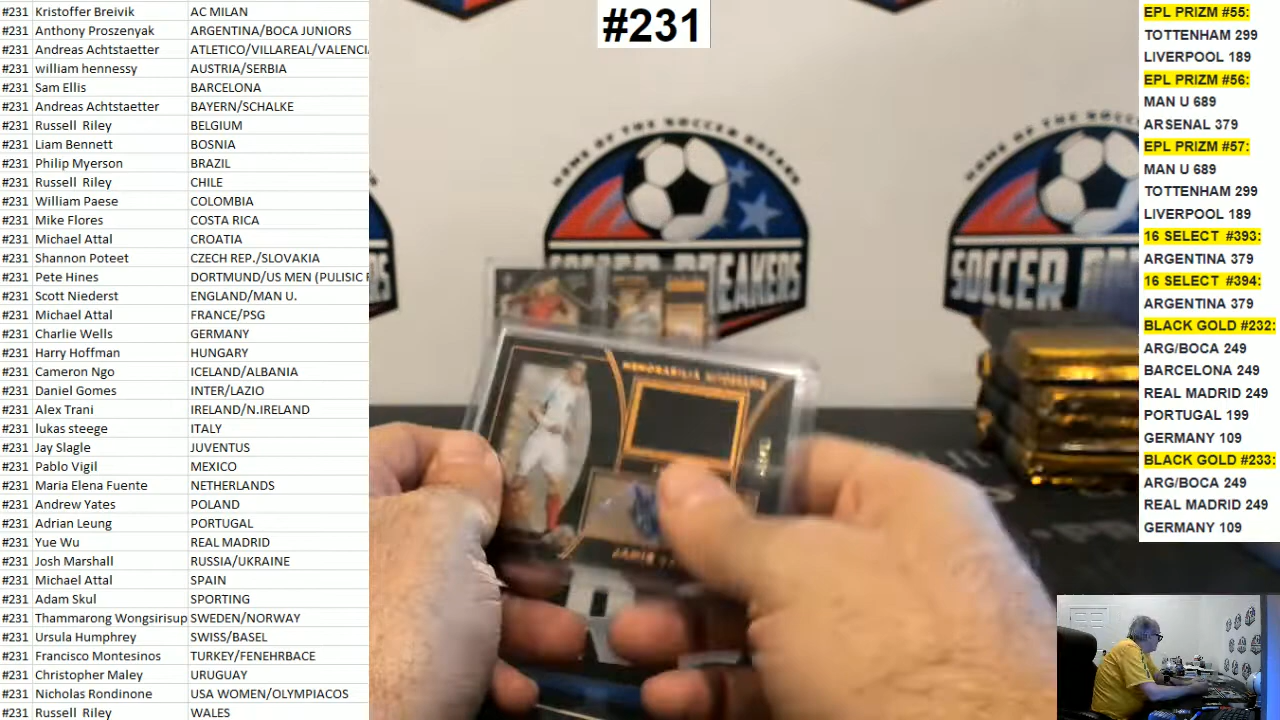 #231 Kristoffer Breivik AC MILAN
#231 Anthony Proszenyak ARGENTINA/BOCA JUNIORS
#231 Andreas Achtstaetter ATLETICO/VILLAREAL/VALENCI
#231 william hennessy AUSTRIA/SERBIA
#231 Sam Ellis BARCELONA
#231 Andreas Achtstaetter BAYERN/SCHALKE
#231 Russell Riley BELGIUM
#231 Liam Bennett BOSNIA
#231 Philip Myerson BRAZIL
#231 Russell Riley CHILE
#231 William Paese COLOMBIA
#231 Mike Flores COSTA RICA
#231 Michael Attal CROATIA
#231 Shannon Poteet CZECH REP./SLOVAKIA
#231 Pete Hines DORTMUND/US MEN (PULISIC
#231 Scott Niederst ENGLAND/MAN U.
#231 Michael Attal FRANCE/PSG
#231 Charlie Wells GERMANY
#231 Harry Hoffman HUNGARY
#231 Cameron Ngo ICELAND/ALBANIA
#231 Daniel Gomes INTER/LAZIO
#231 Alex Trani IRELAND/N.IRELAND
#231 lukas steege ITALY
#231 Jay Slagle JUVENTUS
#231 Pablo Vigil MEXICO
#231 Maria Elena Fuente NETHERLANDS
#231 Andrew Yates POLAND
#231 Adrian Leung PORTUGAL
#231 Yue Wu REAL MADRID
#231 Josh Marshall RUSSIA/UKRAINE
#231 Michael Attal SPAIN
#231 Adam Skul SPORTING
#231 Thammarong Wongsirisup SWEDEN/NORWAY
#231 Ursula Humphrey SWISS/BASEL
#231 Francisco Montesinos TURKEY/FENEHRBACE
#231 Christopher Maley URUGUAY
#231 Nicholas Rondinone USA WOMEN/OLYMPIACOS
#231 Russell Riley WALES
#231
HOME OF THE SOCCER BREAKS
SOCCER BREAKERS
HOME OF THE SOCCER
SOCCER
MEMORABILIA
JAMIE
EPL PRIZM #55:
TOTTENHAM 299
LIVERPOOL 189
EPL PRIZM #56:
MAN U 689
ARSENAL 379
EPL PRIZM #57:
MAN U 689
TOTTENHAM 299
LIVERPOOL 189
16 SELECT #393:
ARGENTINA 379
16 SELECT #394:
ARGENTINA 379
BLACK GOLD #232:
ARG/BOCA 249
BARCELONA 249
REAL MADRID 249
PORTUGAL 199
GERMANY 109
BLACK GOLD #233:
ARG/BOCA 249
REAL MADRID 249
GERMANY 109